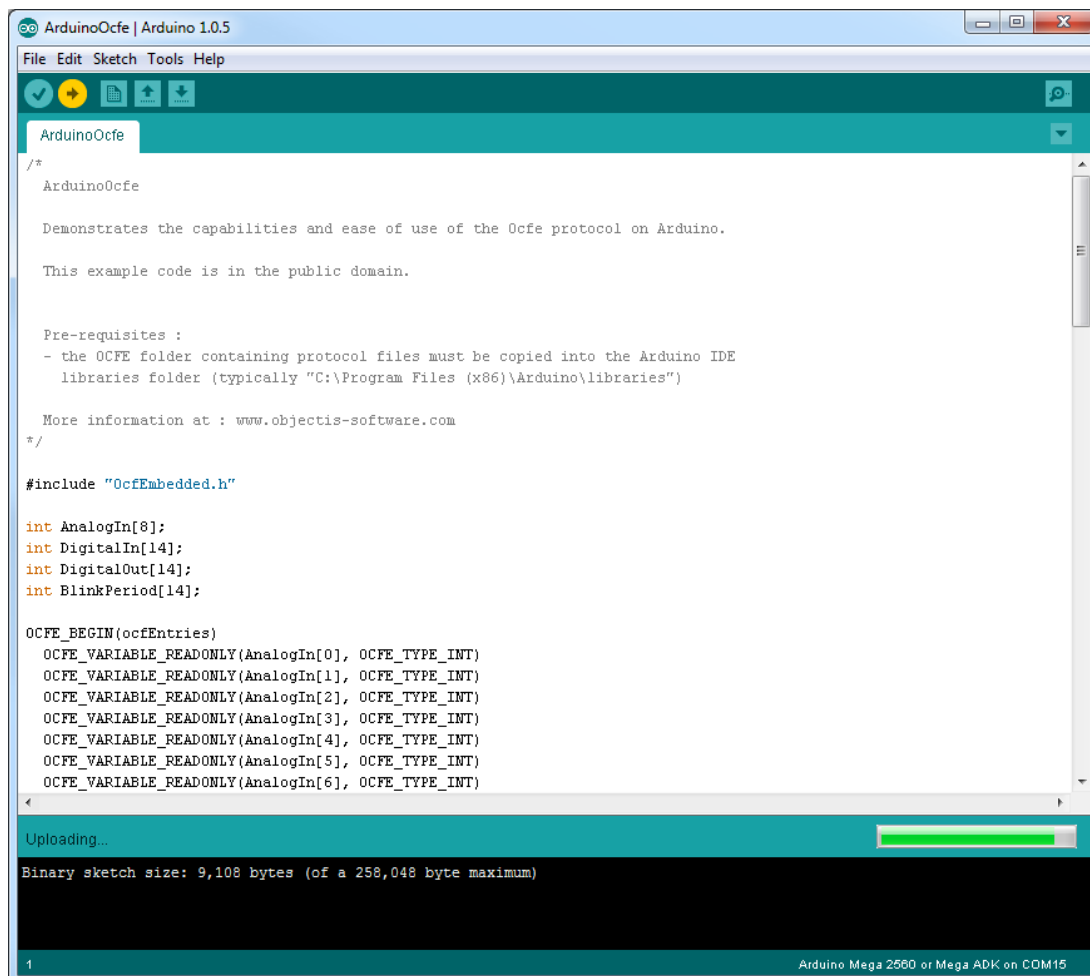 ArduinoOcfe | Arduino 1.0.5
File Edit Sketch Tools Help
ArduinoOcfe
/*
ArduinoOcfe
Demonstrates the capabilities and ease of use of the Ocfe protocol on Arduino.
This example code is in the public domain.
Pre-requisites :
- the OCFE folder containing protocol files must be copied into the Arduino IDE
libraries folder (typically "C:\Program Files (x86)\Arduino\libraries")
More information at : www.objectis-software.com
*/
#include "OcfEmbedded.h"
int AnalogIn[8];
int DigitalIn[14];
int DigitalOut[14];
int BlinkPeriod[14];
OCFE_BEGIN(ocfEntries)
OCFE_VARIABLE_READONLY(AnalogIn[0], OCFE_TYPE_INT)
OCFE_VARIABLE_READONLY(AnalogIn[1], OCFE_TYPE_INT)
OCFE_VARIABLE_READONLY(AnalogIn[2], OCFE_TYPE_INT)
OCFE_VARIABLE_READONLY(AnalogIn[3], OCFE_TYPE_INT)
OCFE_VARIABLE_READONLY(AnalogIn[4], OCFE_TYPE_INT)
OCFE_VARIABLE_READONLY(AnalogIn[5], OCFE_TYPE_INT)
OCFE_VARIABLE_READONLY(AnalogIn[6], OCFE_TYPE_INT)
Uploading...
Binary sketch size: 9,108 bytes (of a 258,048 byte maximum)
1 Arduino Mega 2560 or Mega ADK on COM15